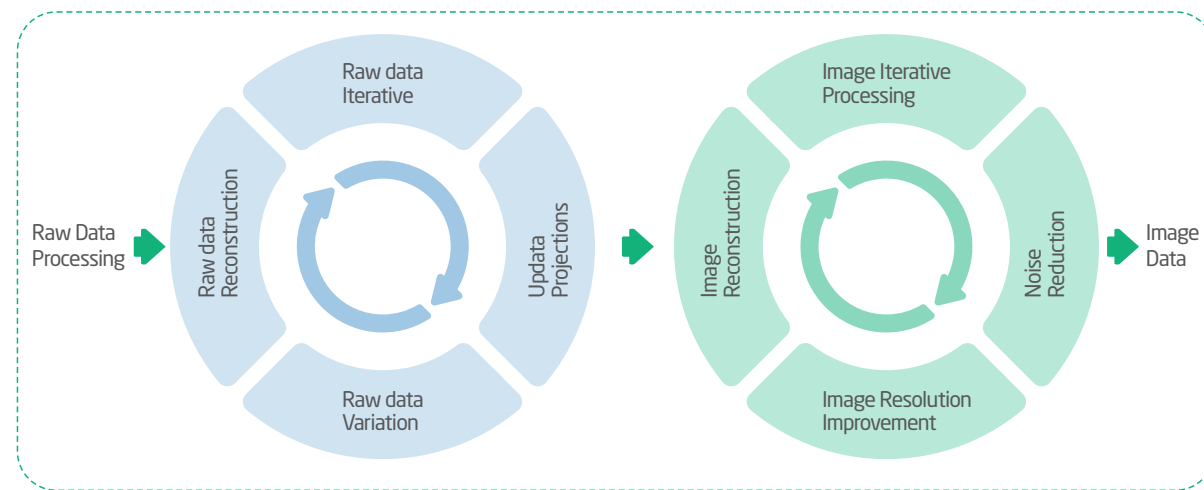 Raw Data
Processing
Raw data
Iterative
Raw data
Reconstruction
Updata
Projections
Raw data
Variation
Image Iterative
Processing
Image
Reconstruction
Noise
Reduction
Image Resolution
Improvement
Image
Data